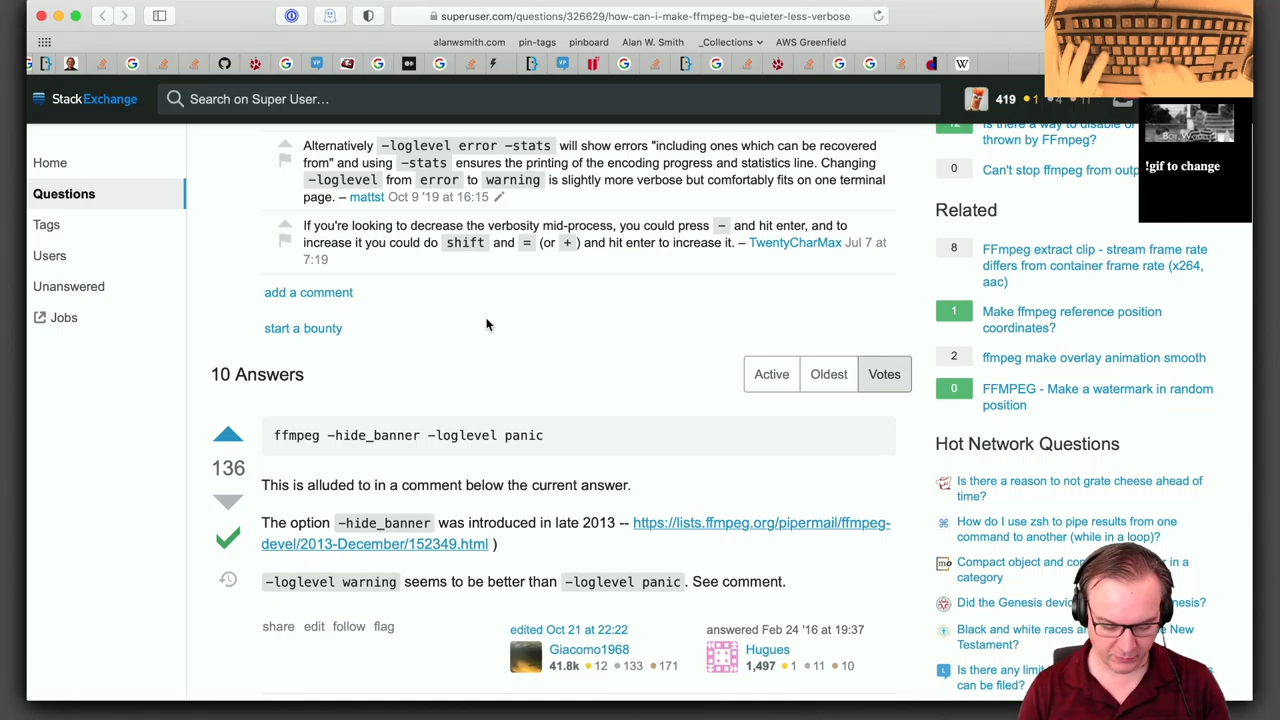 superuser.com/questions/326629/how-can-i-make-ffmpeg-be-quieter-less-verbose
alanwsmith.com pin-tags pinboard Alan W. Smith _Collections AWS Greenfield
StackExchange
Search on Super User...
419 1 4 11
Home
Questions
Tags
Users
Unanswered
Jobs
Alternatively -loglevel error -stats will show errors "including ones which can be recovered
from" and using -stats ensures the printing of the encoding progress and statistics line. Changing
-loglevel from error to warning is slightly more verbose but comfortably fits on one terminal
page. – mattst Oct 9 '19 at 16:15
If you're looking to decrease the verbosity mid-process, you could press - and hit enter, and to
increase it you could do shift and = (or + ) and hit enter to increase it. – TwentyCharMax Jul 7 at
7:19
add a comment
start a bounty
10 Answers
Active Oldest Votes
136
ffmpeg -hide_banner -loglevel panic
This is alluded to in a comment below the current answer.
The option -hide_banner was introduced in late 2013 -- https://lists.ffmpeg.org/pipermail/ffmpeg-
devel/2013-December/152349.html )
-loglevel warning seems to be better than -loglevel panic. See comment.
share edit follow flag
edited Oct 21 at 22:22
Giacomo1968
41.8k 12 133 171
answered Feb 24 '16 at 19:37
Hugues
1,497 1 11 10
12 Is there a way to disable or
thrown by FFmpeg?
0 Can't stop ffmpeg from outp
!gif to change
Related
8 FFmpeg extract clip - stream frame rate
differs from container frame rate (x264,
aac)
1 Make ffmpeg reference position
coordinates?
2 ffmpeg make overlay animation smooth
0 FFMPEG - Make a watermark in random
position
Hot Network Questions
Is there a reason to not grate cheese ahead of
time?
How do I use zsh to pipe results from one
command to another (while in a loop)?
Compact object and in a
category
Did the Genesis
Black and white races New
Testament?
Is there any limit
can be filed?